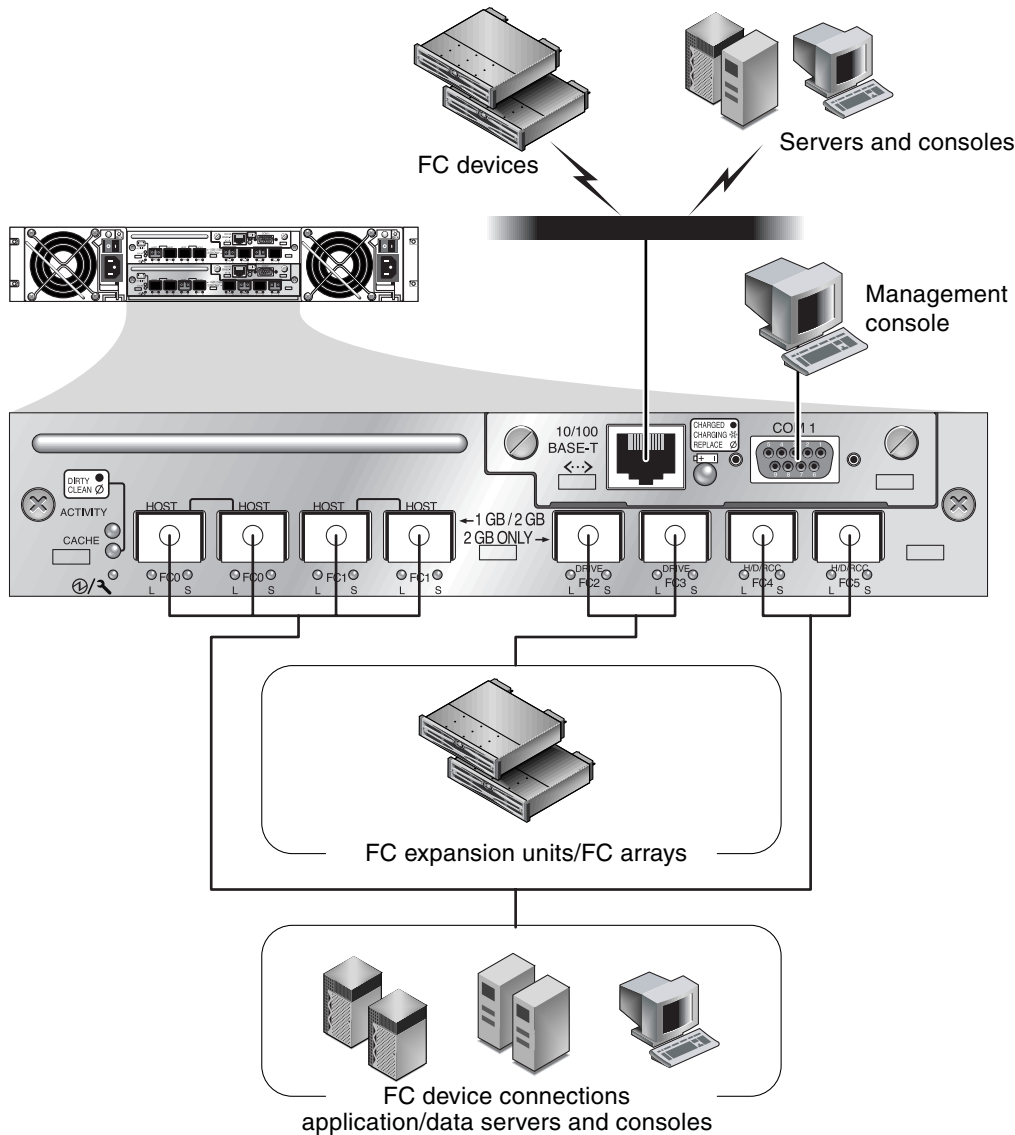 FC devices
Servers and consoles
Management
console
10/100
BASE-T
<···>
CHARGED
CHARGING
REPLACE Ø
+ −
COM 1
DIRTY
CLEAN Ø
ACTIVITY
CACHE
HOST HOST HOST HOST
←1 GB / 2 GB
2 GB ONLY→
DRIVE DRIVE H/D/RCC H/D/RCC
FC0 FC0 FC1 FC1 FC2 FC3 FC4 FC5
L S L S L S L S L S L S L S L S
FC expansion units/FC arrays
FC device connections
application/data servers and consoles